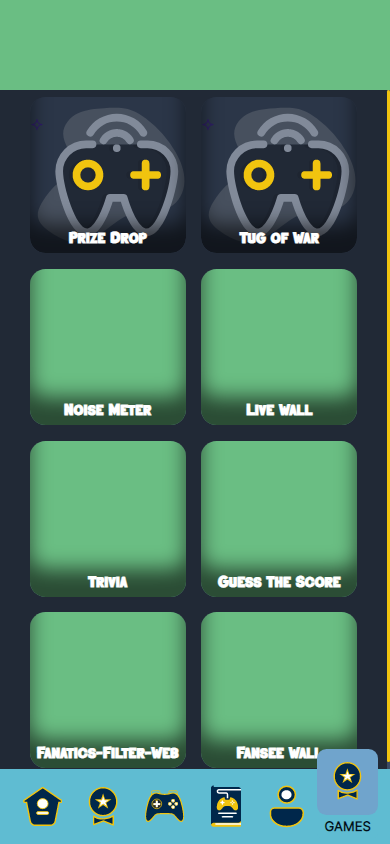 Prize Drop
Tug of War
Noise Meter
Live Wall
Trivia
Guess The Score
Fanatics-Filter-Web
Fansee Wall
GAMES